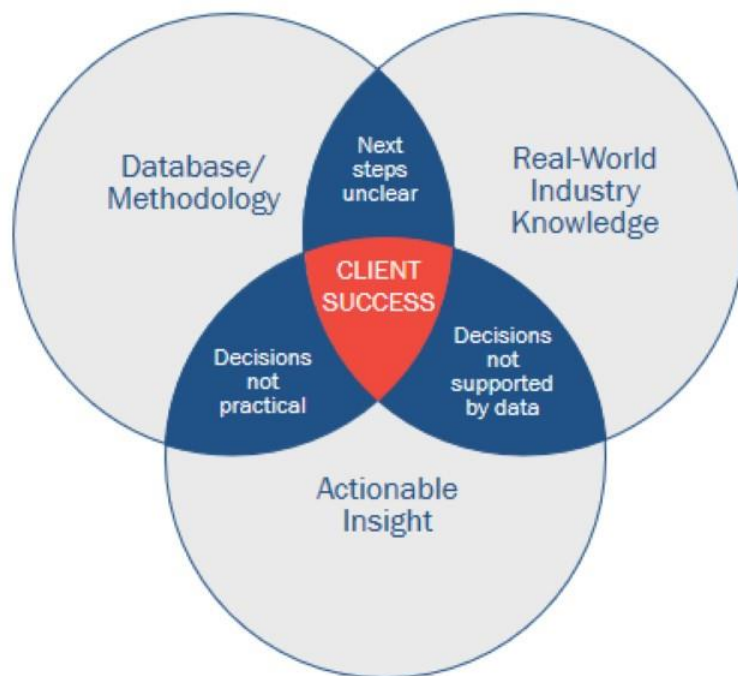 Database/
Methodology
Next
steps
unclear
Real-World
Industry
Knowledge
CLIENT
SUCCESS
Decisions
not
practical
Decisions
not
supported
by data
Actionable
Insight